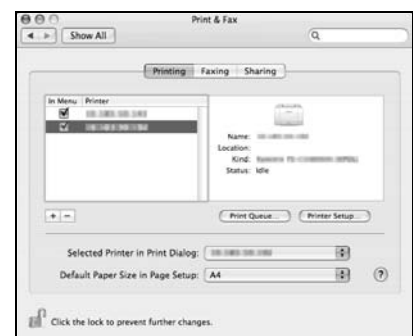 Print & Fax
Show All
Printing Faxing Sharing
In Menu Printer
Name:
Location:
Kind:
Status: Idle
+ −
Print Queue... Printer Setup...
Selected Printer in Print Dialog:
Default Paper Size in Page Setup: A4
?
Click the lock to prevent further changes.